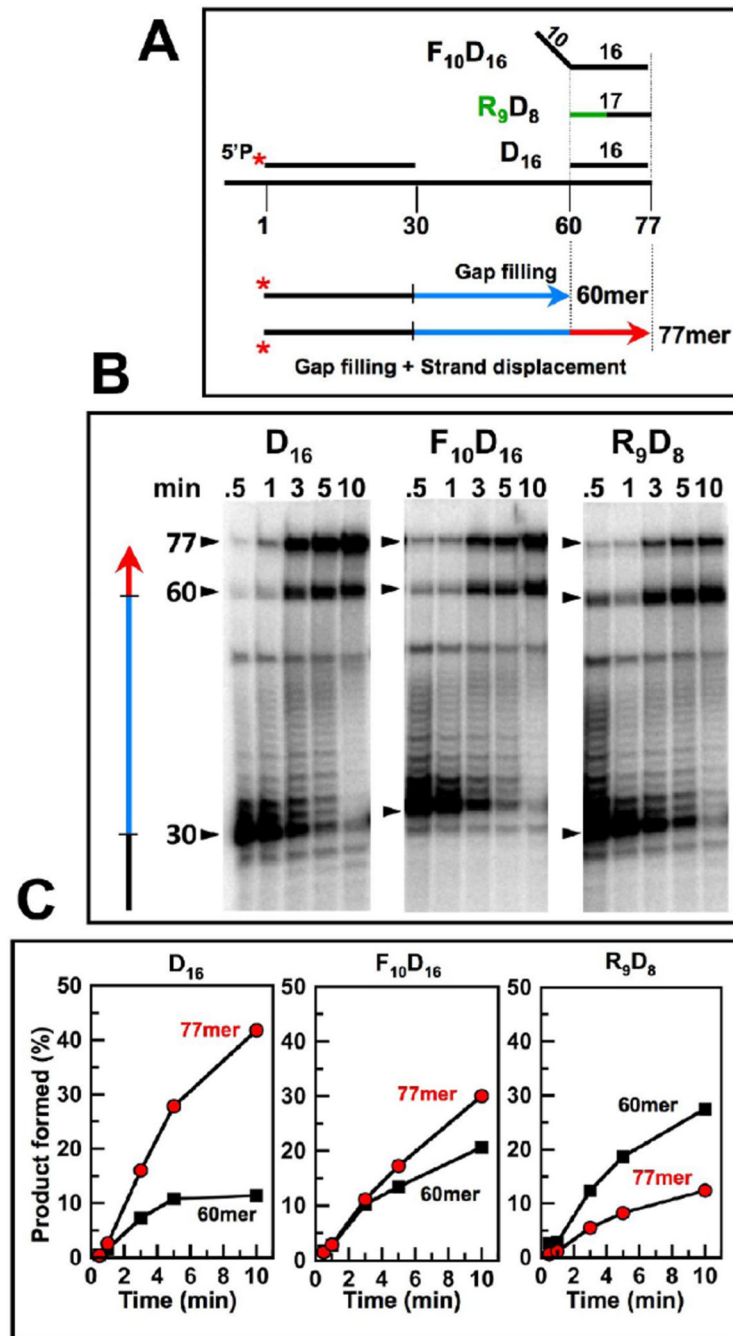 A
10
F10D16
16
R9D8
17
5'P
*
D16
16
1
30
60
77
*
Gap filling
60mer
*
77mer
Gap filling + Strand displacement
B
D16
F10D16
R9D8
min
.5 1 3 5 10
.5 1 3 5 10
.5 1 3 5 10
77
60
30
C
D16
F10D16
R9D8
Product formed (%)
50
40
30
20
10
0
77mer
60mer
0 2 4 6 8 10
Time (min)
50
40
30
20
10
0
77mer
60mer
0 2 4 6 8 10
Time (min)
50
40
30
20
10
0
60mer
77mer
0 2 4 6 8 10
Time (min)